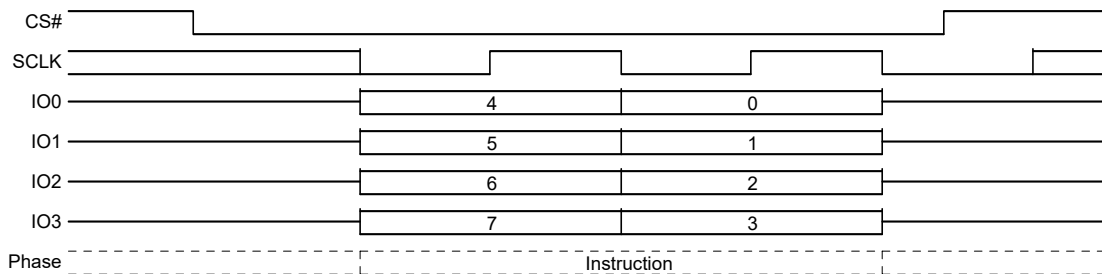 CS#
SCLK
IO0 4 0
IO1 5 1
IO2 6 2
IO3 7 3
Phase Instruction